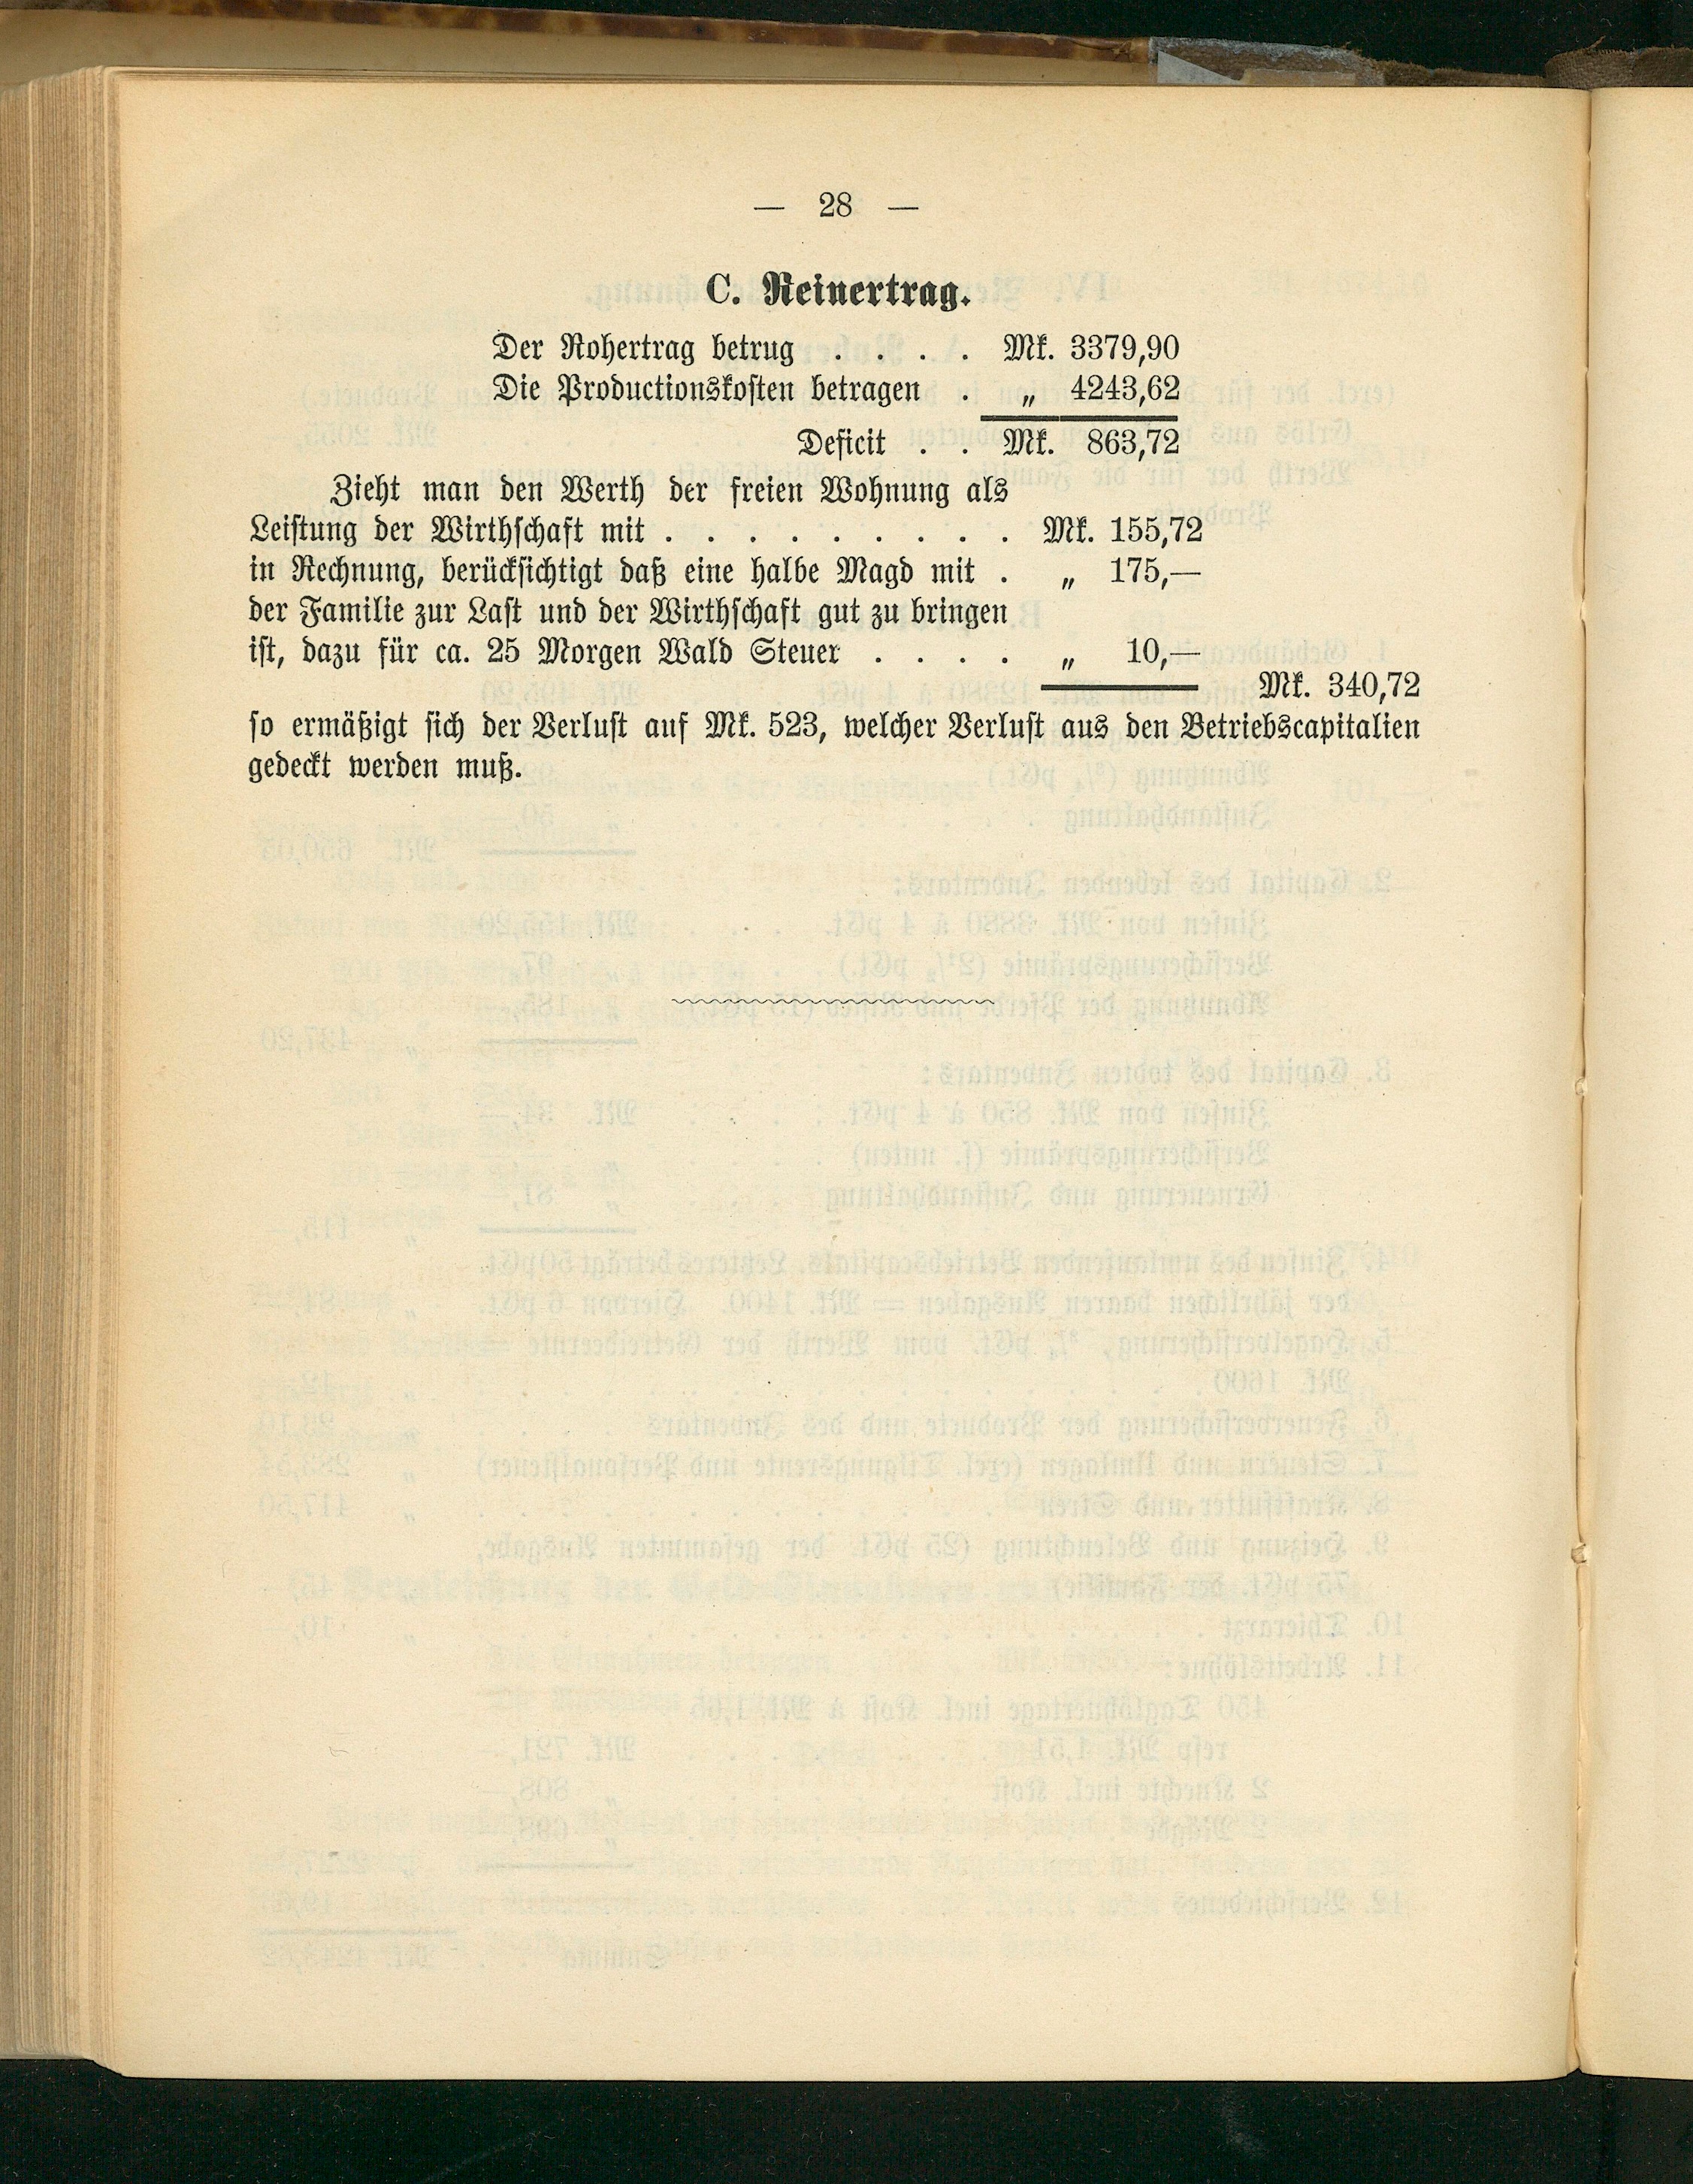 — 28 —
C. Reinertrag.
Der Rohertrag betrug . . . . Mk. 3379,90
Die Productionskosten betragen . „ 4243,62
Deficit . . Mk. 863,72
Zieht man den Werth der freien Wohnung als
Leistung der Wirthschaft mit . . . . . . . . . Mk. 155,72
in Rechnung, berücksichtigt daß eine halbe Magd mit . „ 175,—
der Familie zur Last und der Wirthschaft gut zu bringen
ist, dazu für ca. 25 Morgen Wald Steuer . . . . „ 10,—
Mk. 340,72
so ermäßigt sich der Verlust auf Mk. 523, welcher Verlust aus den Betriebscapitalien
gedeckt werden muß.